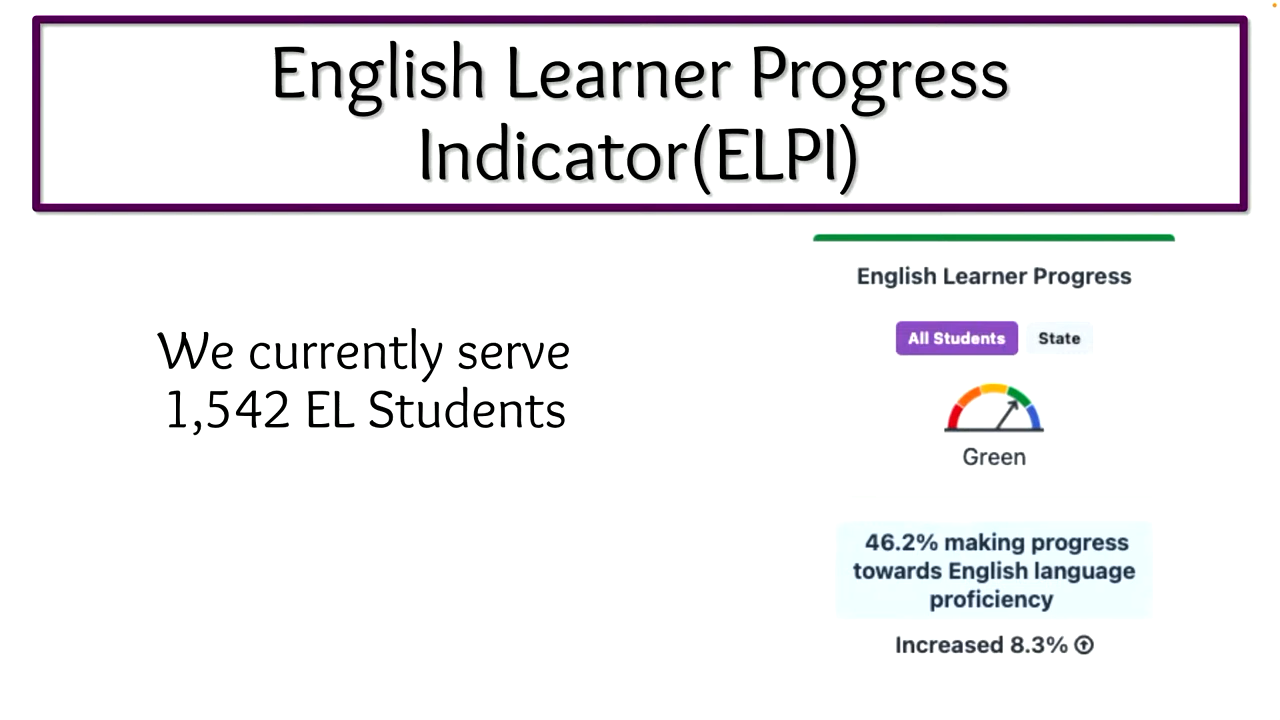 English Learner Progress
Indicator(ELPI)
We currently serve
1,542 EL Students
English Learner Progress
All Students State
Green
46.2% making progress
towards English language
proficiency
Increased 8.3%